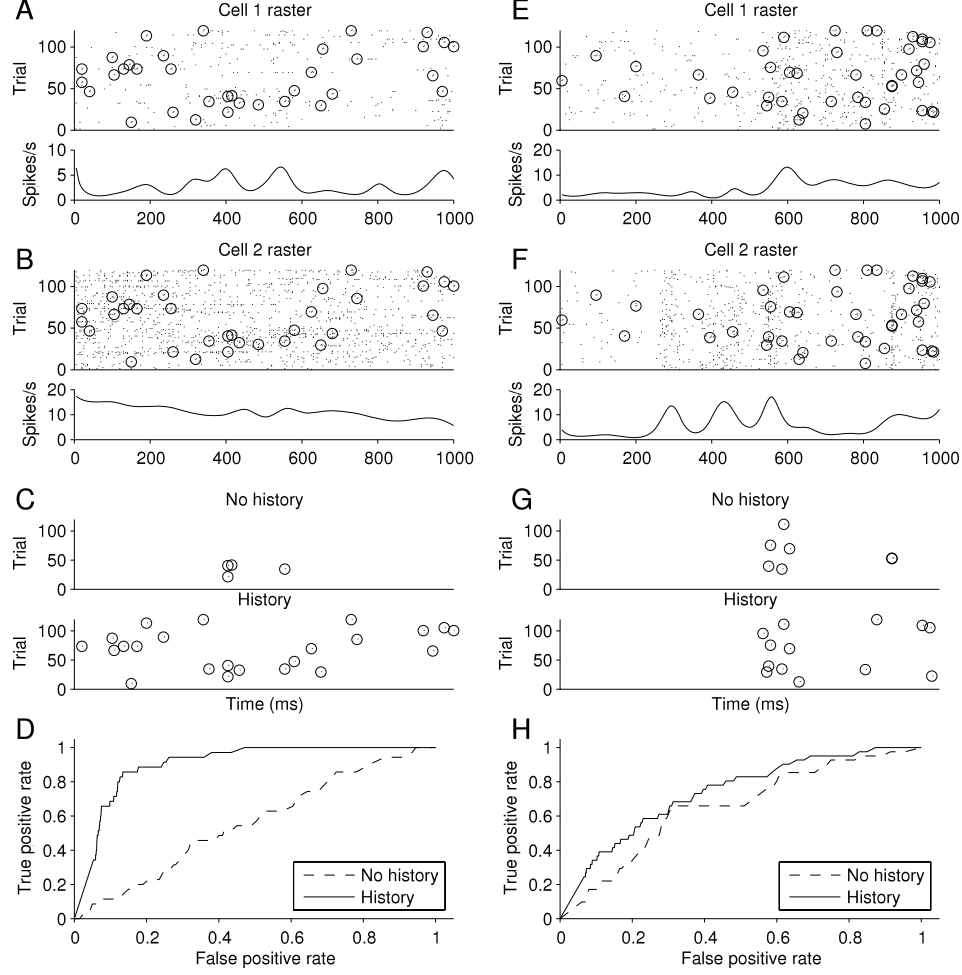 A
Cell 1 raster
Trial
100
50
0
Spikes/s
10
5
0
0 200 400 600 800 1000
B
Cell 2 raster
Trial
100
50
0
Spikes/s
20
10
0
0 200 400 600 800 1000
C
No history
Trial
100
50
0
History
Trial
100
50
0
Time (ms)
D
True positive rate
1
0.8
0.6
0.4
0.2
0
No history
History
0 0.2 0.4 0.6 0.8 1
False positive rate
E
Cell 1 raster
Trial
100
50
0
Spikes/s
20
10
0
0 200 400 600 800 1000
F
Cell 2 raster
Trial
100
50
0
Spikes/s
20
10
0
0 200 400 600 800 1000
G
No history
Trial
100
50
0
History
Trial
100
50
0
Time (ms)
H
True positive rate
1
0.8
0.6
0.4
0.2
0
No history
History
0 0.2 0.4 0.6 0.8 1
False positive rate